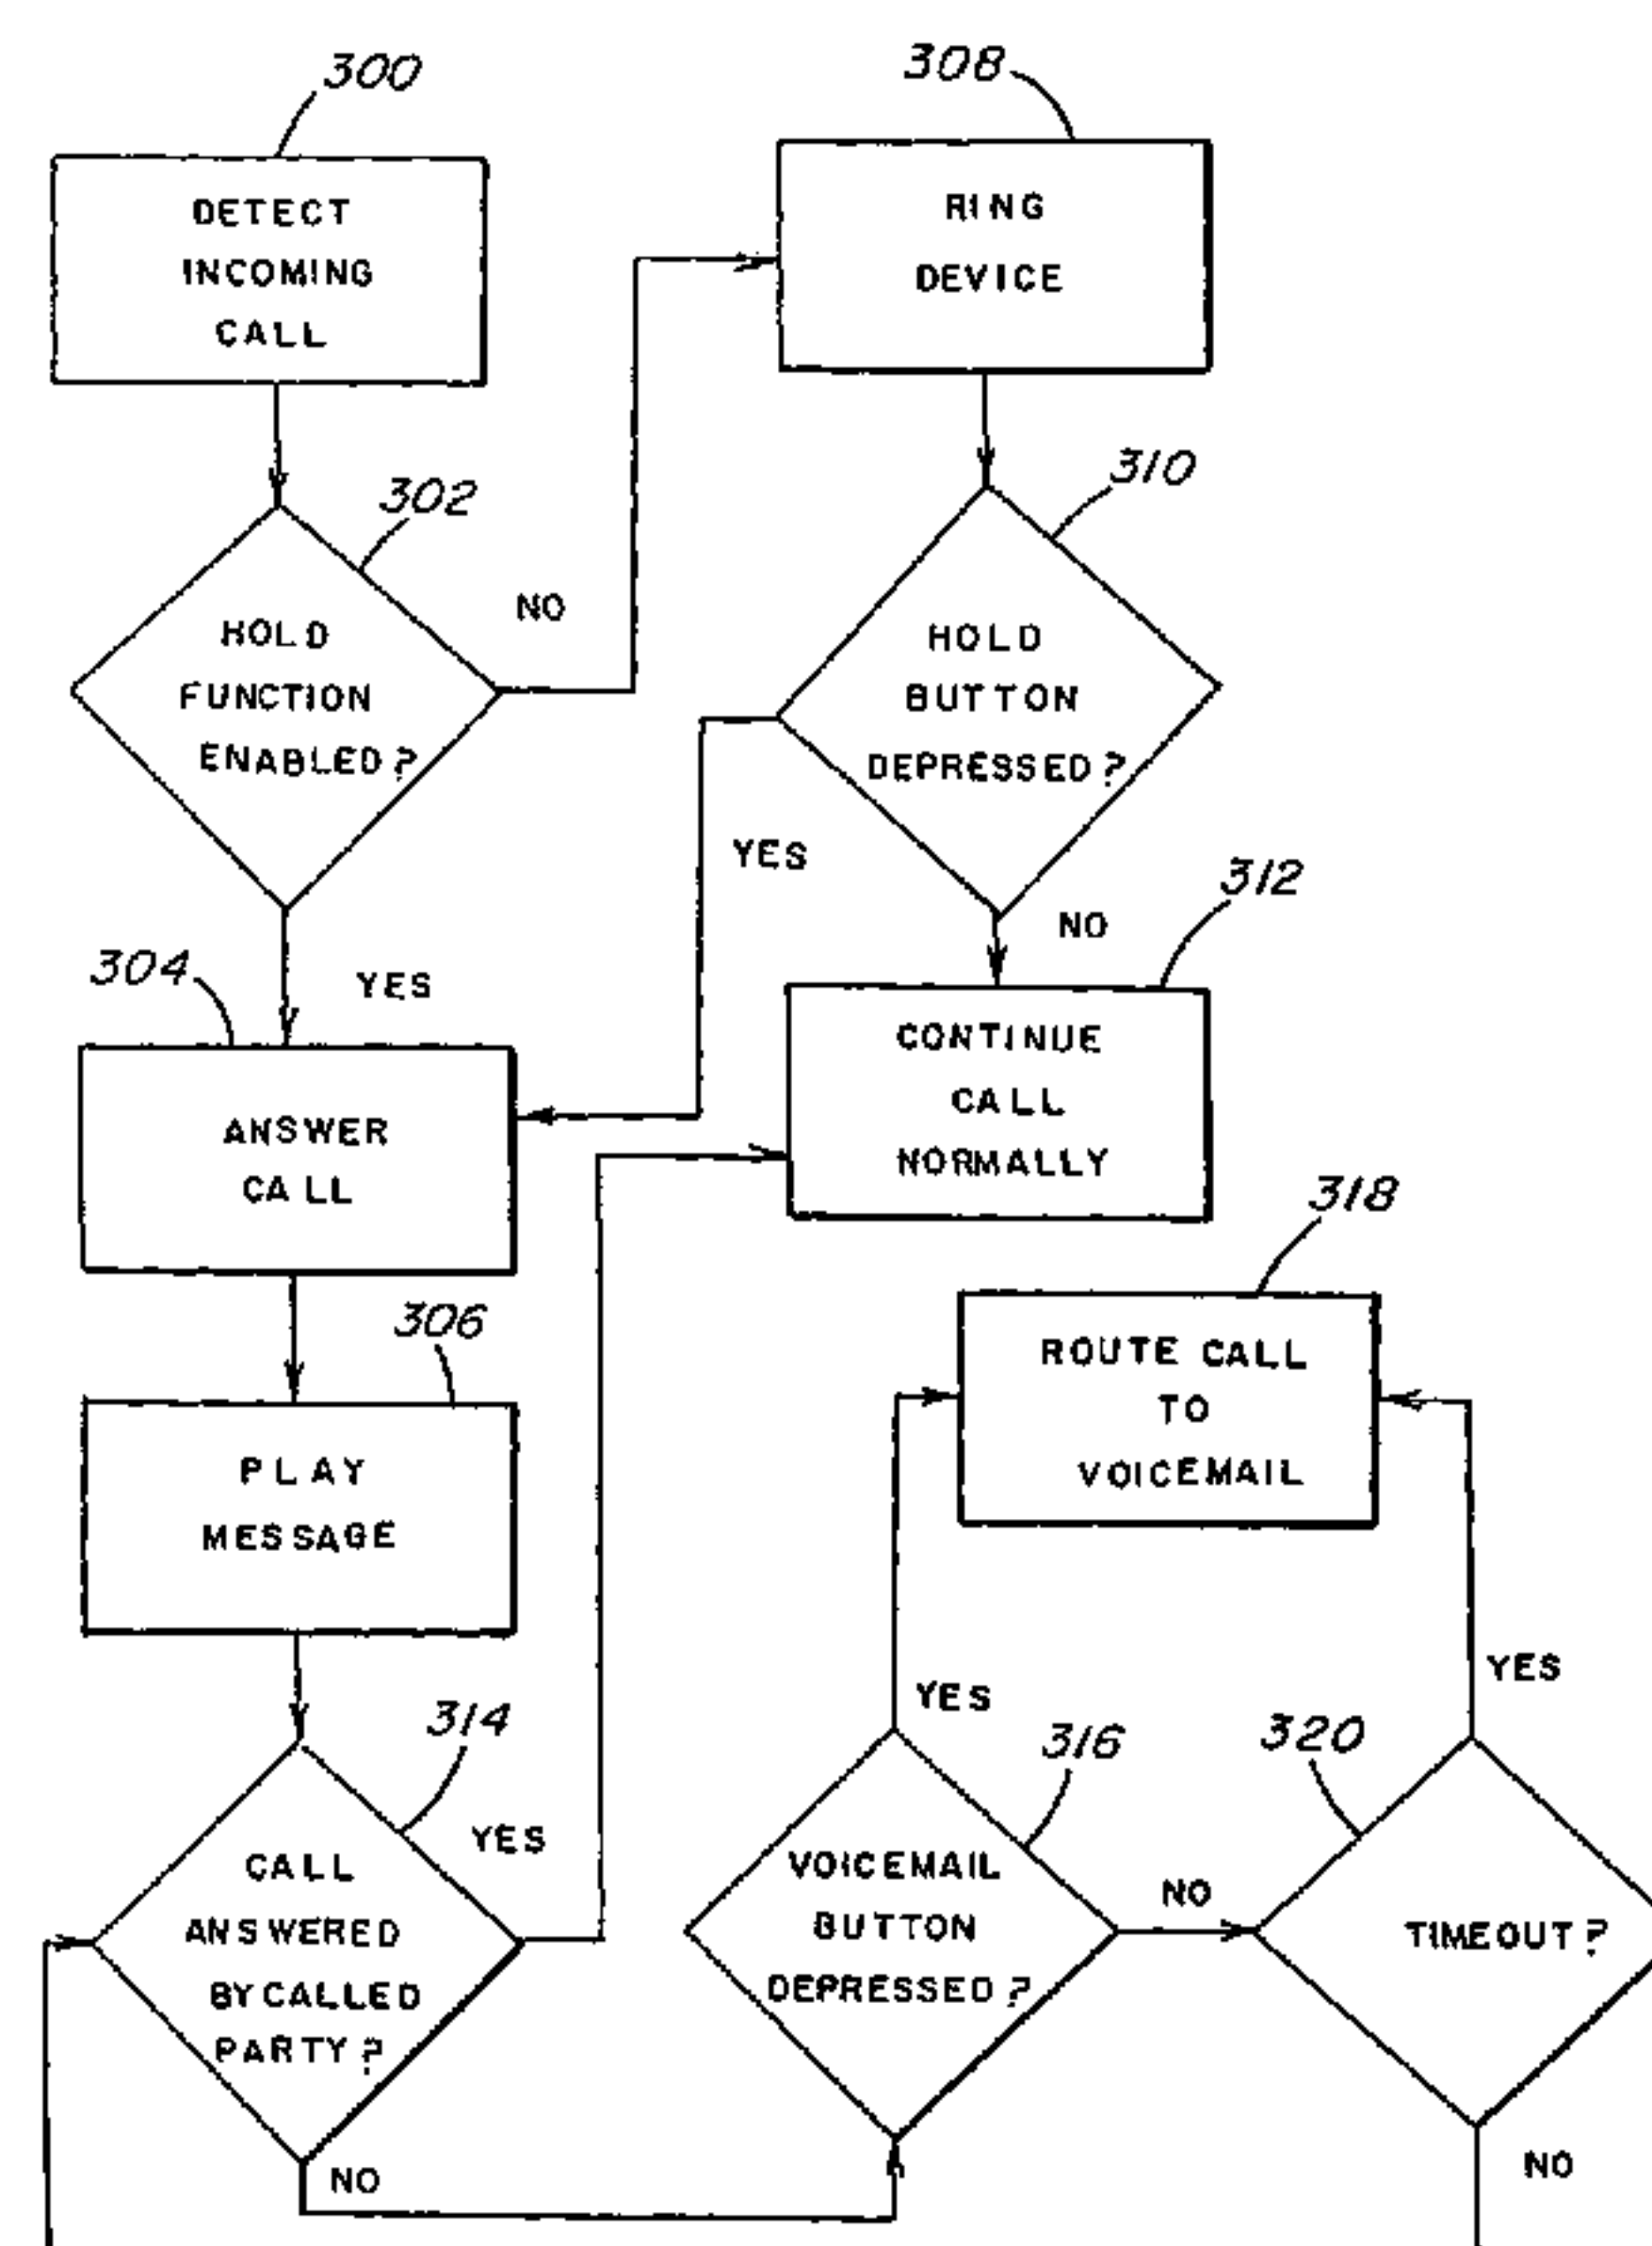 300
DETECT
INCOMING
CALL
308
RING
DEVICE
302
HOLD
FUNCTION
ENABLED?
NO
310
HOLD
BUTTON
DEPRESSED?
YES
NO
304
YES
ANSWER
CALL
312
CONTINUE
CALL
NORMALLY
306
PLAY
MESSAGE
318
ROUTE CALL
TO
VOICEMAIL
314
CALL
ANSWERED
BY CALLED
PARTY?
YES
NO
YES
316
VOICEMAIL
BUTTON
DEPRESSED?
NO
YES
320
TIMEOUT?
NO